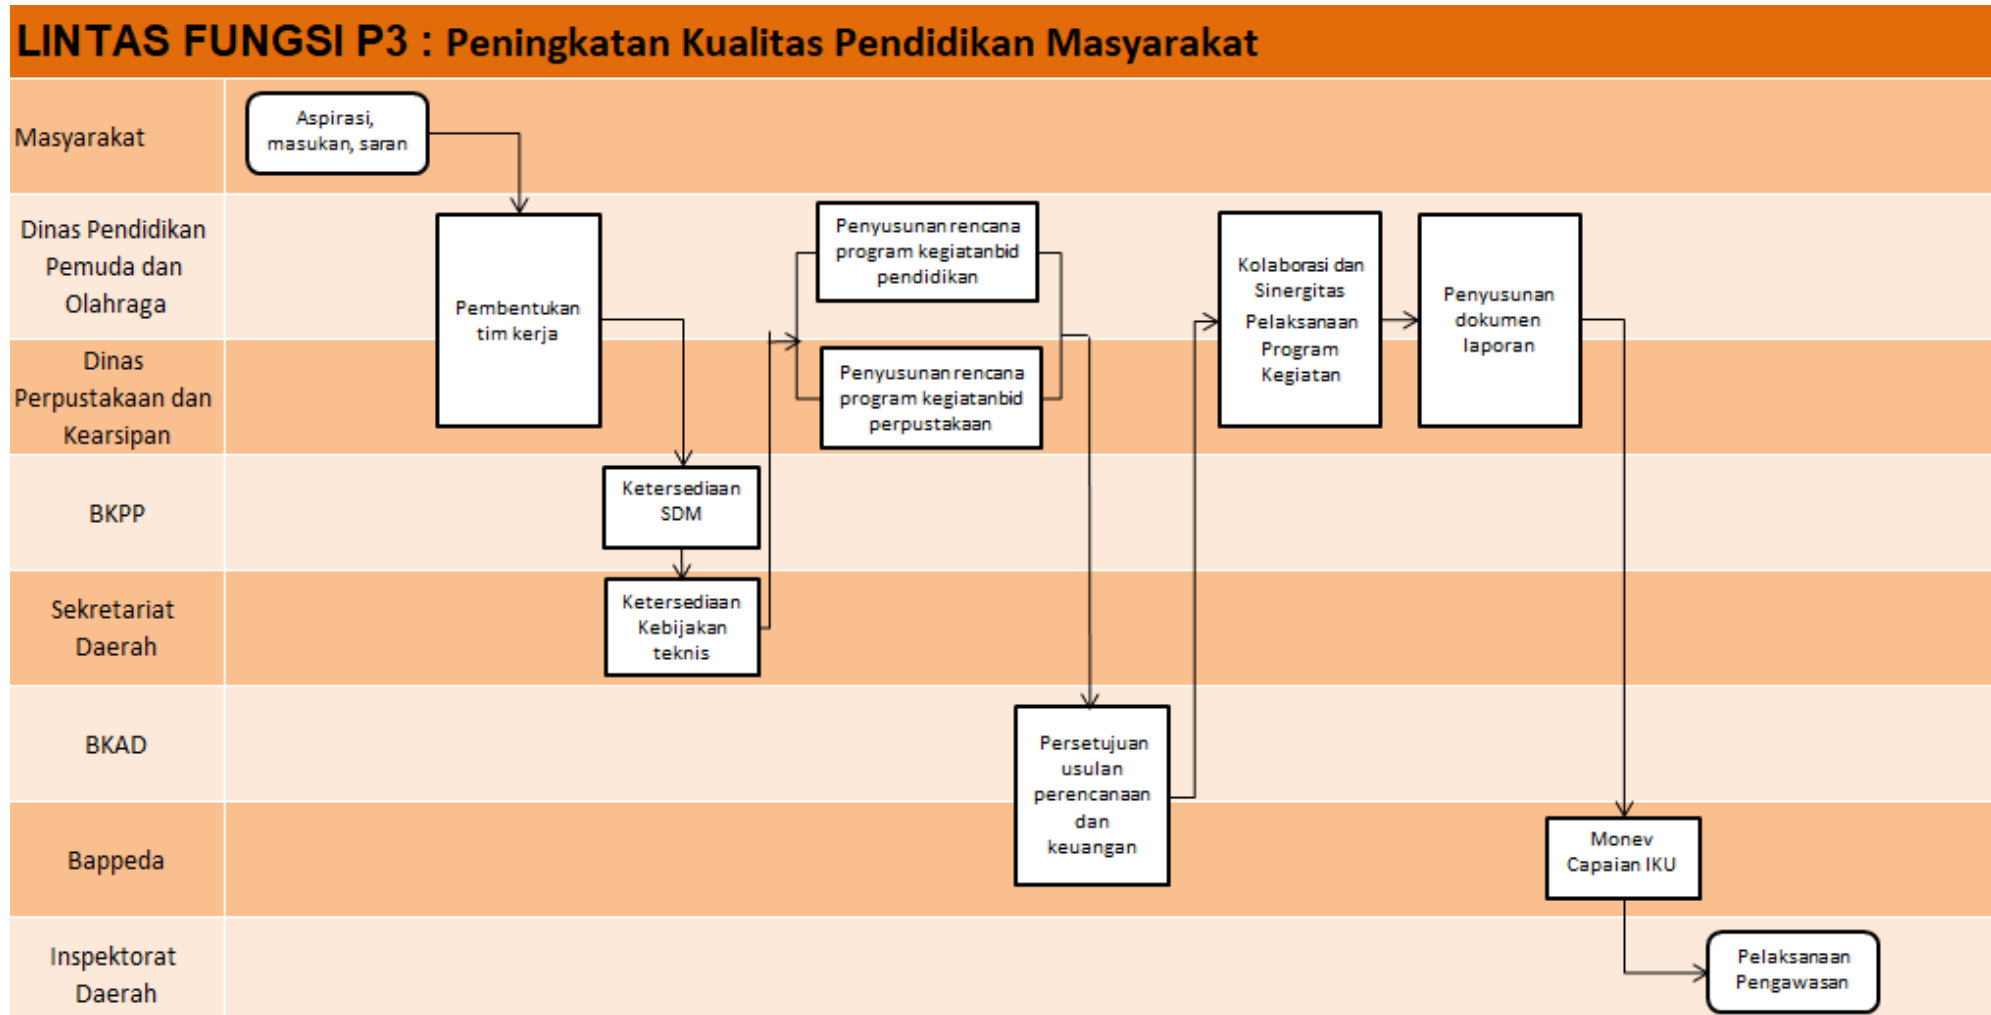 LINTAS FUNGSI P3 : Peningkatan Kualitas Pendidikan Masyarakat
Masyarakat
Aspirasi,
masukan, saran
Dinas Pendidikan
Pemuda dan
Olahraga
Pembentukan
tim kerja
Penyusunan rencana
program kegiatanbid
pendidikan
Kolaborasi dan
Sinergitas
Pelaksanaan
Program
Kegiatan
Penyusunan
dokumen
laporan
Dinas
Perpustakaan dan
Kearsipan
Penyusunan rencana
program kegiatanbid
perpustakaan
BKPP
Ketersediaan
SDM
Sekretariat
Daerah
Ketersediaan
Kebijakan
teknis
BKAD
Persetujuan
usulan
perencanaan
dan
keuangan
Bappeda
Monev
Capaian IKU
Inspektorat
Daerah
Pelaksanaan
Pengawasan